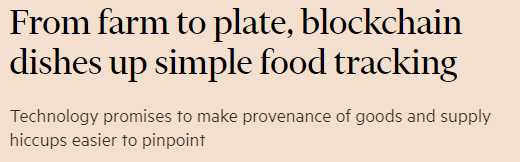 From farm to plate, blockchain
dishes up simple food tracking
Technology promises to make provenance of goods and supply
hiccups easier to pinpoint